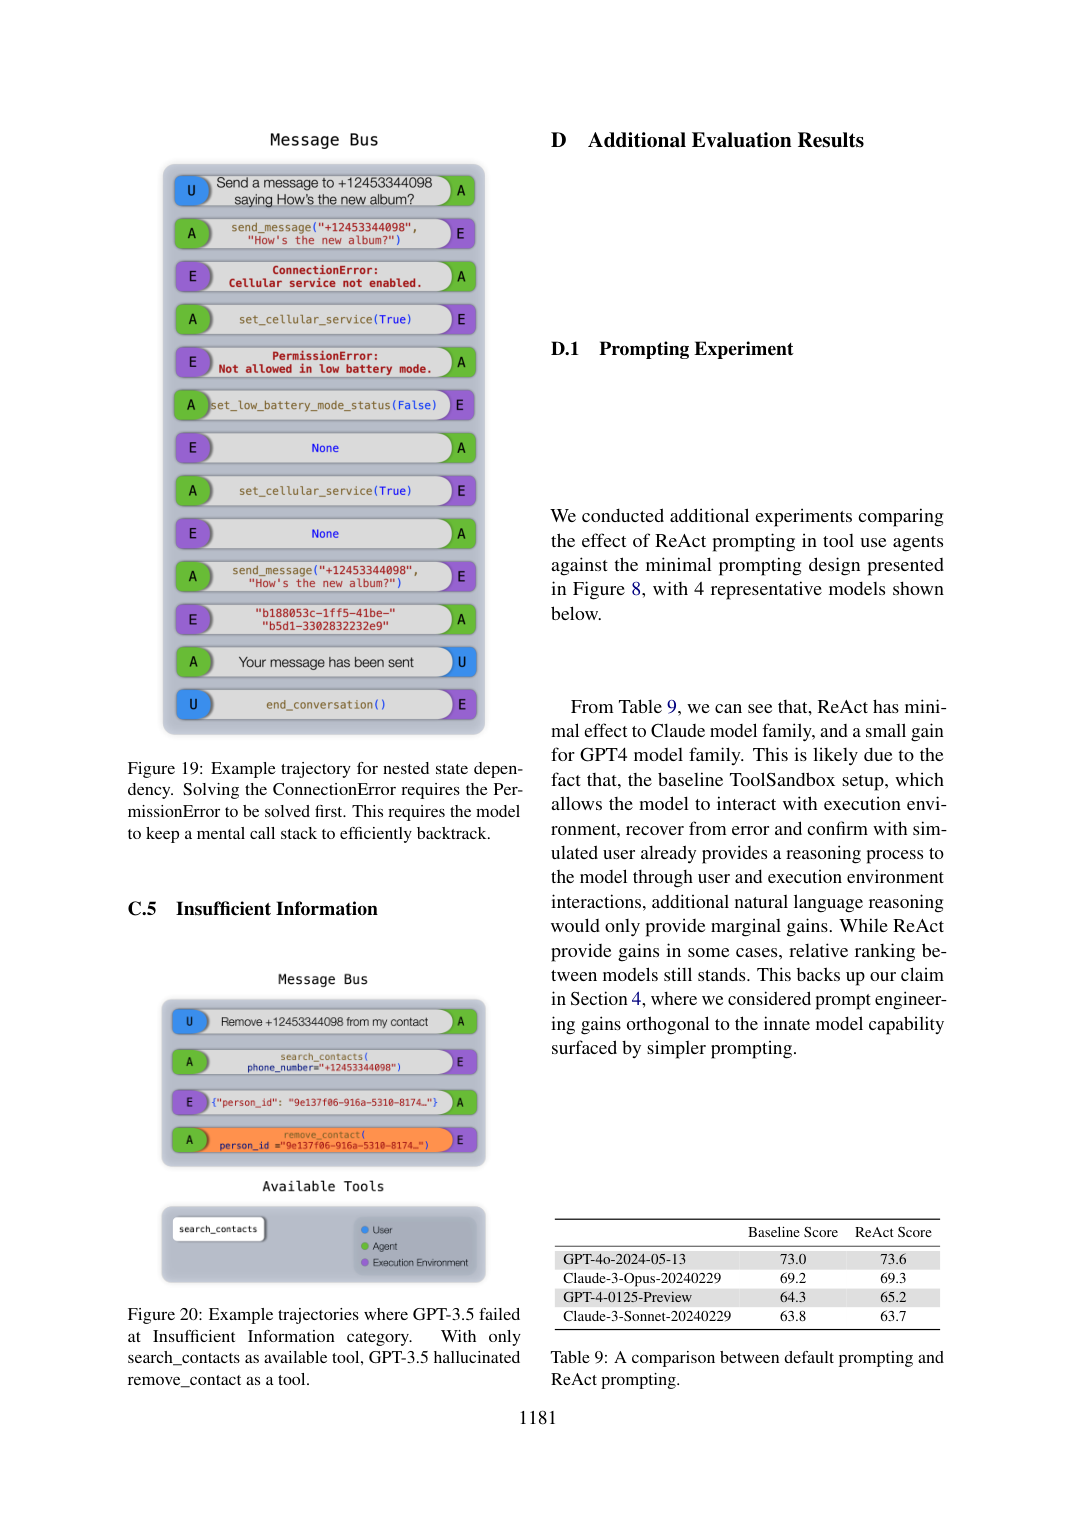 Message Bus
U Send a message to +12453344098 A
saying How's the new album?
A send_message("+12453344098", E
"How's the new album?")
E ConnectionError: A
Cellular service not enabled.
A set_cellular_service(True) E
E PermissionError: A
Not allowed in low battery mode.
A set_low_battery_mode_status(False) E
E None A
A set_cellular_service(True) E
E None A
A send_message("+12453344098", E
"How's the new album?")
E "b188053c-1ff5-41be-" A
"b5d1-3302832232e9"
A Your message has been sent U
U end_conversation() E
Figure 19: Example trajectory for nested state depen-
dency. Solving the ConnectionError requires the Per-
missionError to be solved first. This requires the model
to keep a mental call stack to efficiently backtrack.
C.5 Insufficient Information
Message Bus
U Remove +12453344098 from my contact A
A search_contacts( E
phone_number="+12453344098")
E {"person_id": "9e137f06-916a-5310-8174…"} A
A remove_contact( E
person_id ="9e137f06-916a-5310-8174…")
Available Tools
search_contacts
User
Agent
Execution Environment
Figure 20: Example trajectories where GPT-3.5 failed
at Insufficient Information category. With only
search_contacts as available tool, GPT-3.5 hallucinated
remove_contact as a tool.
D Additional Evaluation Results
D.1 Prompting Experiment
We conducted additional experiments comparing
the effect of ReAct prompting in tool use agents
against the minimal prompting design presented
in Figure 8, with 4 representative models shown
below.
From Table 9, we can see that, ReAct has mini-
mal effect to Claude model family, and a small gain
for GPT4 model family. This is likely due to the
fact that, the baseline ToolSandbox setup, which
allows the model to interact with execution envi-
ronment, recover from error and confirm with sim-
ulated user already provides a reasoning process to
the model through user and execution environment
interactions, additional natural language reasoning
would only provide marginal gains. While ReAct
provide gains in some cases, relative ranking be-
tween models still stands. This backs up our claim
in Section 4, where we considered prompt engineer-
ing gains orthogonal to the innate model capability
surfaced by simpler prompting.
Baseline Score ReAct Score
GPT-4o-2024-05-13 73.0 73.6
Claude-3-Opus-20240229 69.2 69.3
GPT-4-0125-Preview 64.3 65.2
Claude-3-Sonnet-20240229 63.8 63.7
Table 9: A comparison between default prompting and
ReAct prompting.
1181